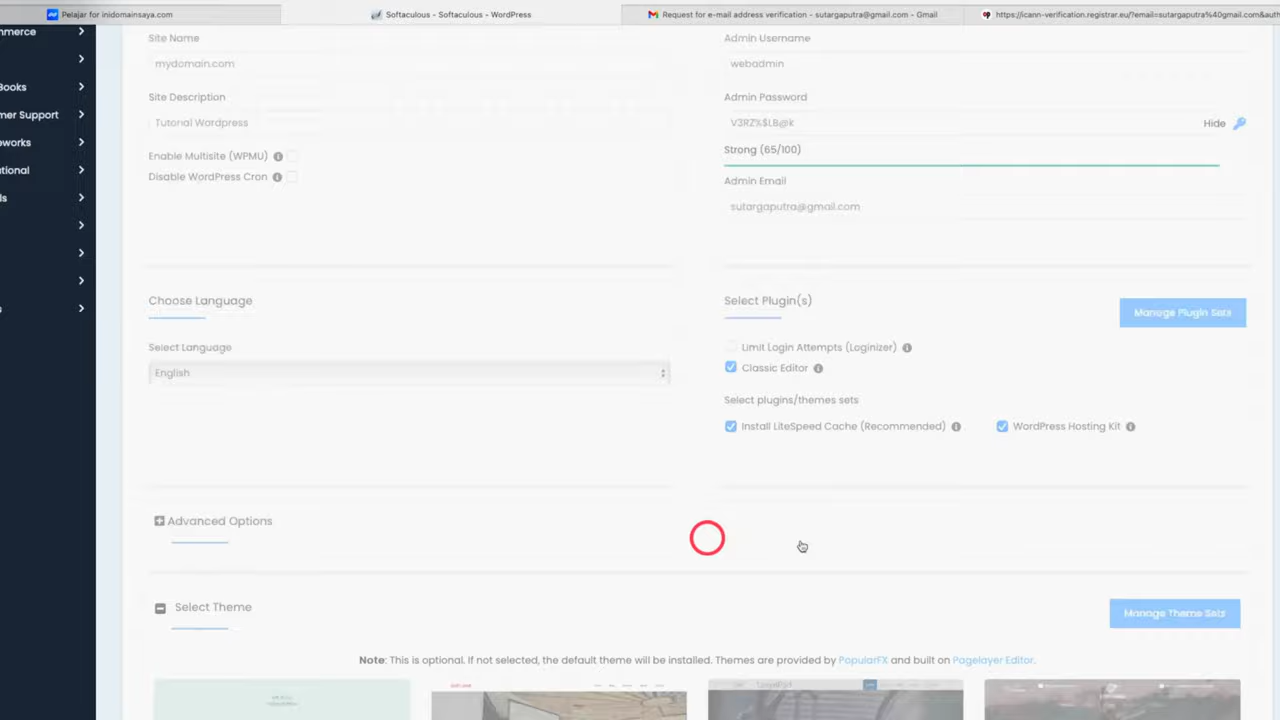 Pelajar for inidomainsaya.com
Softaculous - Softaculous - WordPress
Request for e-mail address verification - sutargaputra@gmail.com - Gmail
https://icann-verification.registrar.eu/?email=sutargaputra%40gmail.com&auth
mmerce
Books
mer Support
eworks
ational
ls
s
Site Name
mydomain.com
Site Description
Tutorial Wordpress
Enable Multisite (WPMU)
Disable WordPress Cron
Admin Username
webadmin
Admin Password
V3RZ%$LB@k
Hide
Strong (65/100)
Admin Email
sutargaputra@gmail.com
Choose Language
Select Language
English
Select Plugin(s)
Manage Plugin Sets
Limit Login Attempts (Loginizer)
Classic Editor
Select plugins/themes sets
Install LiteSpeed Cache (Recommended)
WordPress Hosting Kit
Advanced Options
Select Theme
Manage Theme Sets
Note: This is optional. If not selected, the default theme will be installed. Themes are provided by PopularFX and built on Pagelayer Editor.